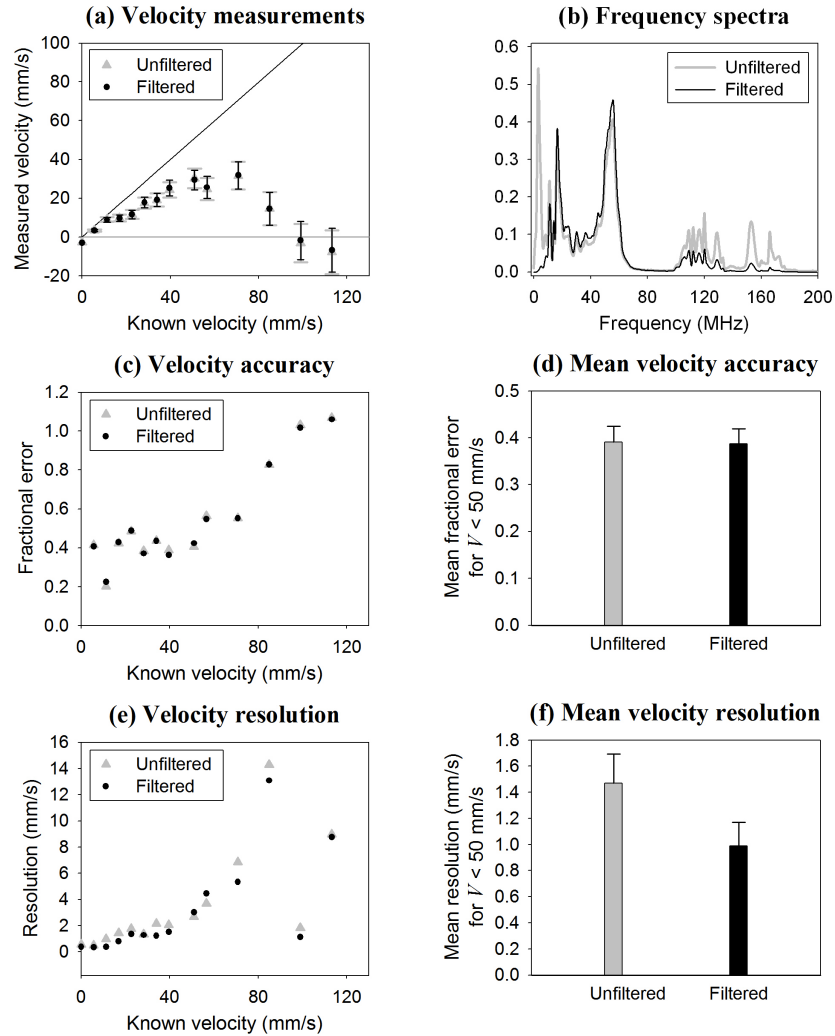 (a) Velocity measurements
Measured velocity (mm/s)
100
80
60
40
20
0
-20
Unfiltered
Filtered
0 40 80 120
Known velocity (mm/s)
(b) Frequency spectra
0.6
0.5
0.4
0.3
0.2
0.1
0.0
Unfiltered
Filtered
0 40 80 120 160 200
Frequency (MHz)
(c) Velocity accuracy
Fractional error
1.2
1.0
0.8
0.6
0.4
0.2
0.0
Unfiltered
Filtered
0 40 80 120
Known velocity (mm/s)
(d) Mean velocity accuracy
Mean fractional error
for V < 50 mm/s
0.5
0.4
0.3
0.2
0.1
0.0
Unfiltered Filtered
(e) Velocity resolution
Resolution (mm/s)
16
14
12
10
8
6
4
2
0
Unfiltered
Filtered
0 40 80 120
Known velocity (mm/s)
(f) Mean velocity resolution
Mean resolution (mm/s)
for V < 50 mm/s
1.8
1.6
1.4
1.2
1.0
0.8
0.6
0.4
0.2
0.0
Unfiltered Filtered